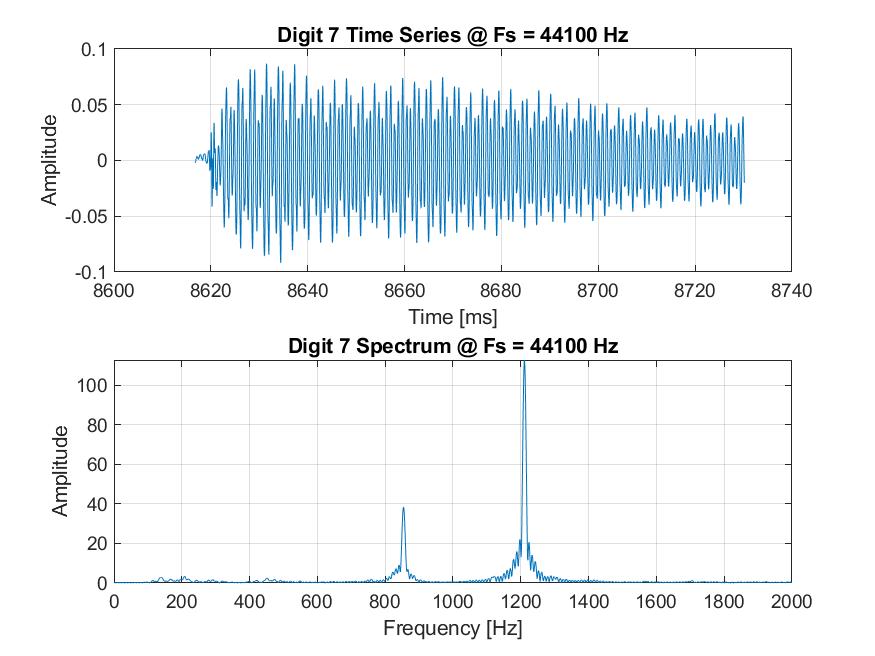 Digit 7 Time Series @ Fs = 44100 Hz
0.1
0.05
0
-0.05
-0.1
Amplitude
8600 8620 8640 8660 8680 8700 8720 8740
Time [ms]
Digit 7 Spectrum @ Fs = 44100 Hz
100
80
60
40
20
0
Amplitude
0 200 400 600 800 1000 1200 1400 1600 1800 2000
Frequency [Hz]